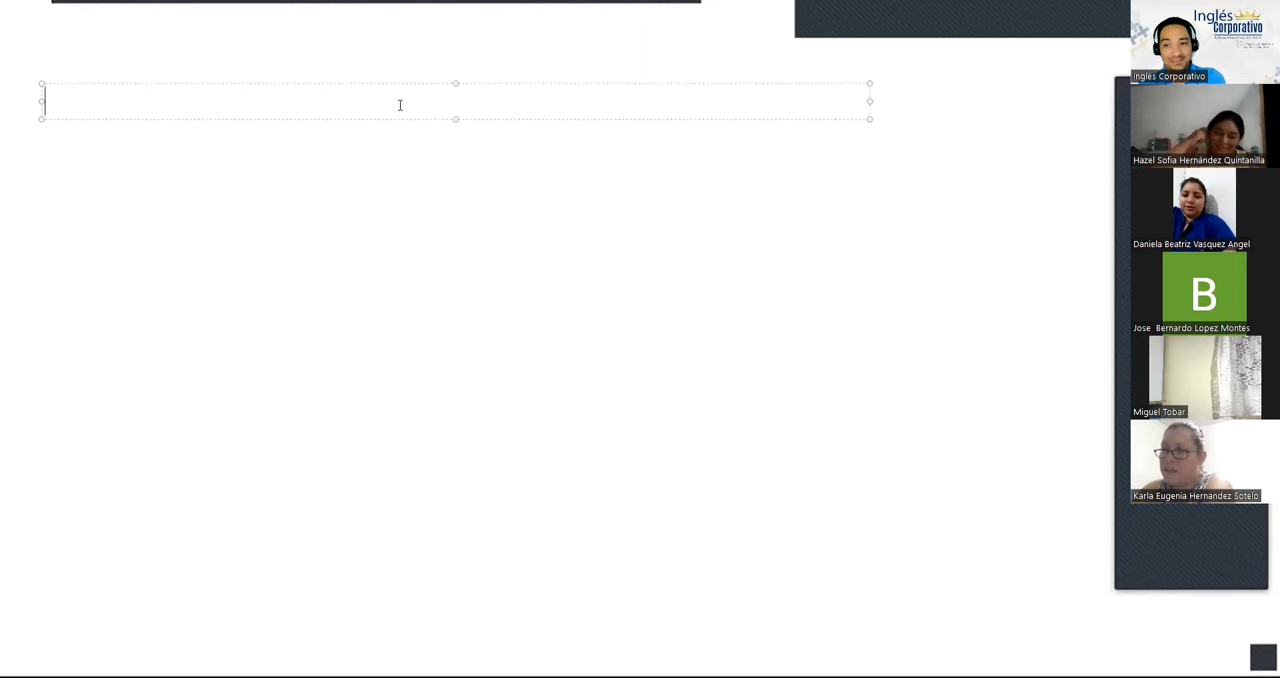 Inglés
Corporativo
Inglés Corporativo
Hazel Sofia Hernández Quintanilla
Daniela Beatriz Vasquez Angel
B
Jose Bernardo Lopez Montes
Miguel Tobar
Karla Eugenia Hernandez Sotelo